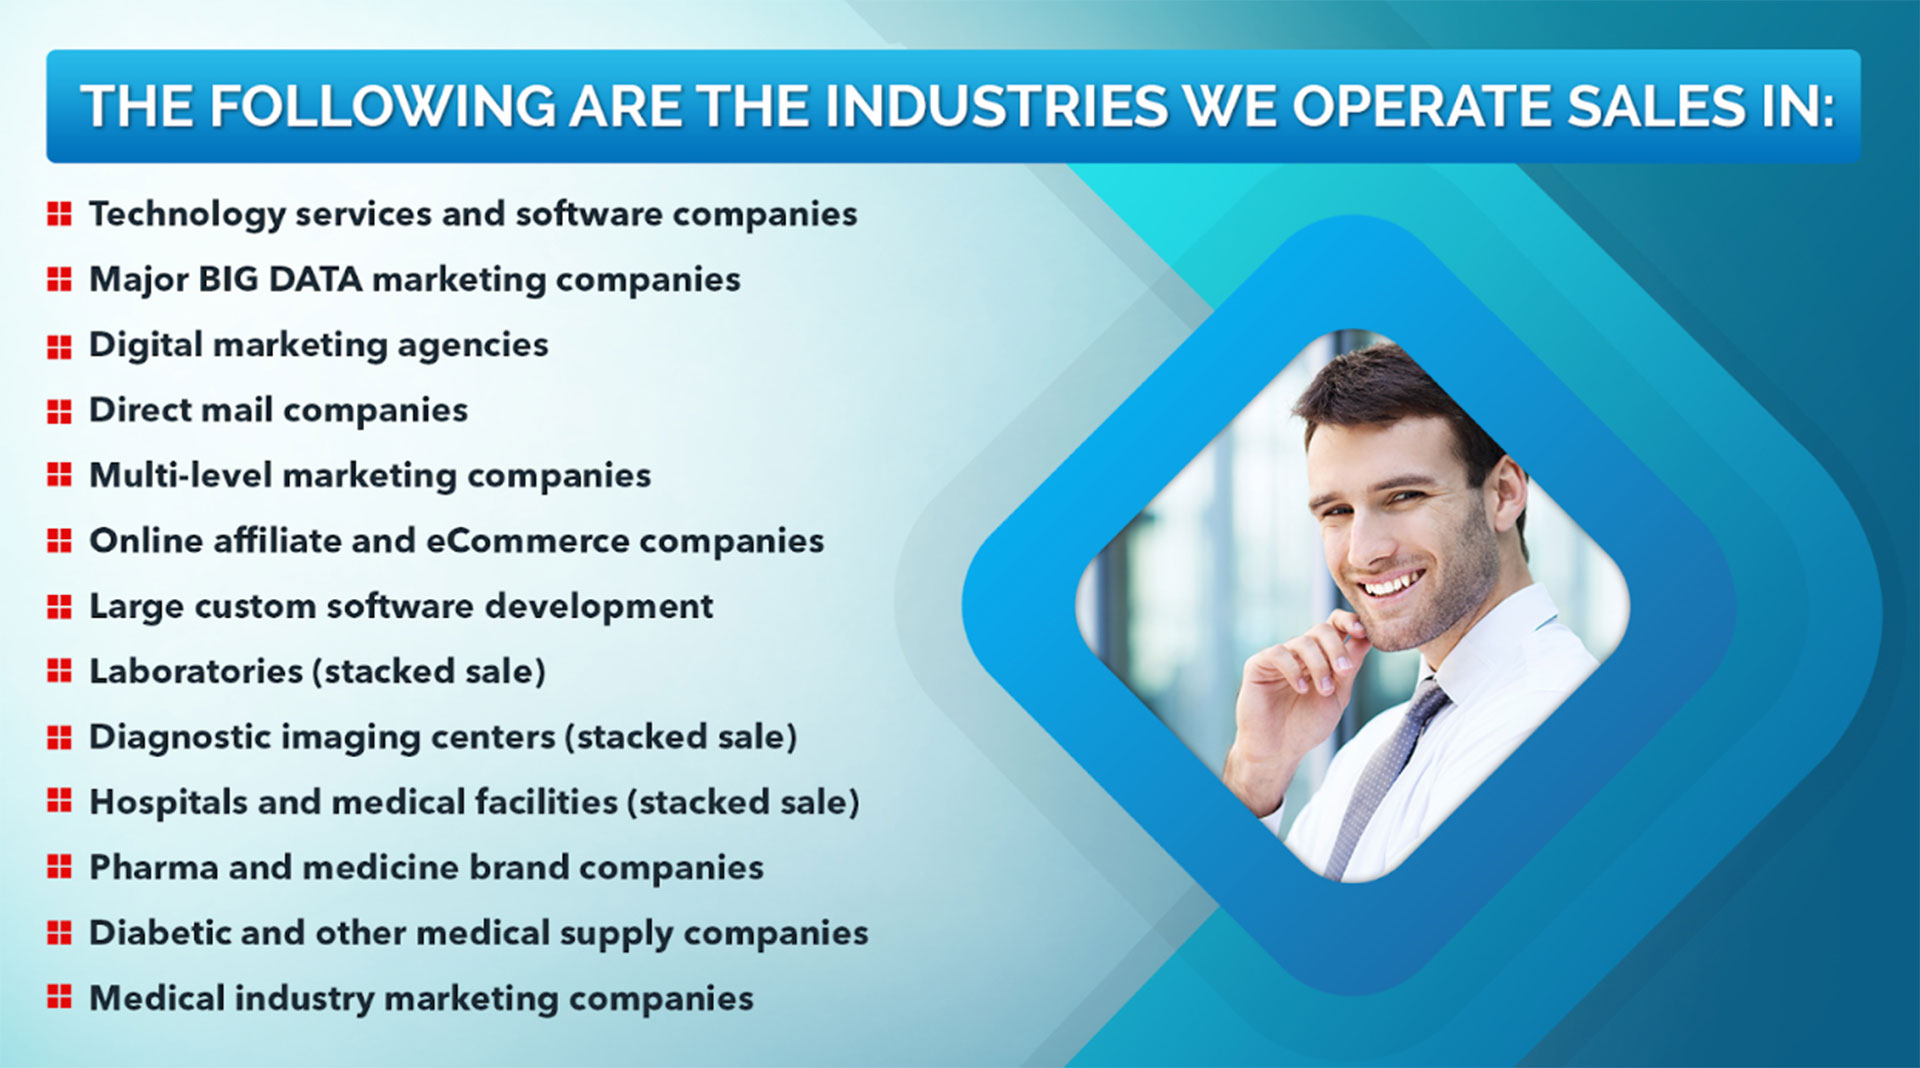 THE FOLLOWING ARE THE INDUSTRIES WE OPERATE SALES IN:
Technology services and software companies
Major BIG DATA marketing companies
Digital marketing agencies
Direct mail companies
Multi-level marketing companies
Online affiliate and eCommerce companies
Large custom software development
Laboratories (stacked sale)
Diagnostic imaging centers (stacked sale)
Hospitals and medical facilities (stacked sale)
Pharma and medicine brand companies
Diabetic and other medical supply companies
Medical industry marketing companies